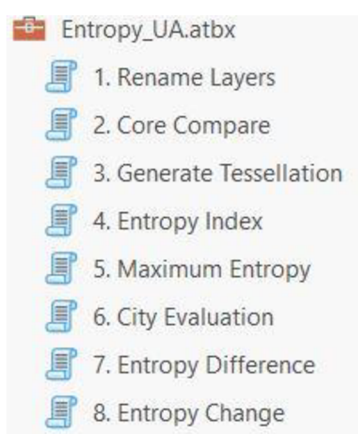 Entropy_UA.atbx
1. Rename Layers
2. Core Compare
3. Generate Tessellation
4. Entropy Index
5. Maximum Entropy
6. City Evaluation
7. Entropy Difference
8. Entropy Change